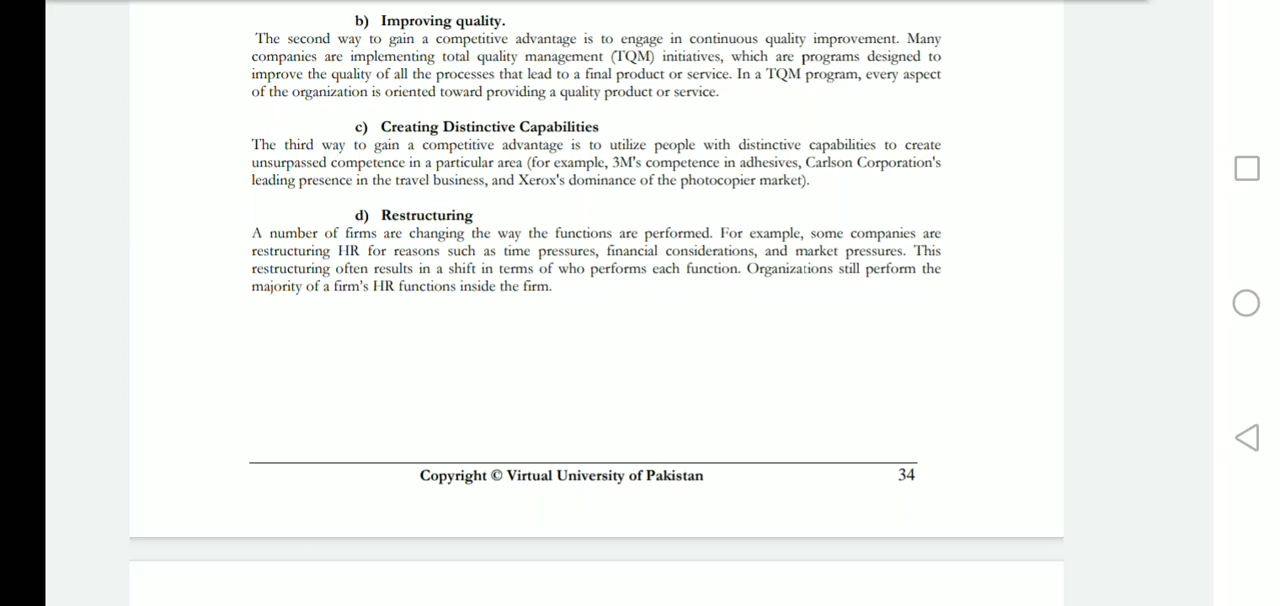 b) Improving quality.
The second way to gain a competitive advantage is to engage in continuous quality improvement. Many
companies are implementing total quality management (TQM) initiatives, which are programs designed to
improve the quality of all the processes that lead to a final product or service. In a TQM program, every aspect
of the organization is oriented toward providing a quality product or service.
c) Creating Distinctive Capabilities
The third way to gain a competitive advantage is to utilize people with distinctive capabilities to create
unsurpassed competence in a particular area (for example, 3M's competence in adhesives, Carlson Corporation's
leading presence in the travel business, and Xerox's dominance of the photocopier market).
d) Restructuring
A number of firms are changing the way the functions are performed. For example, some companies are
restructuring HR for reasons such as time pressures, financial considerations, and market pressures. This
restructuring often results in a shift in terms of who performs each function. Organizations still perform the
majority of a firm's HR functions inside the firm.
Copyright © Virtual University of Pakistan 34